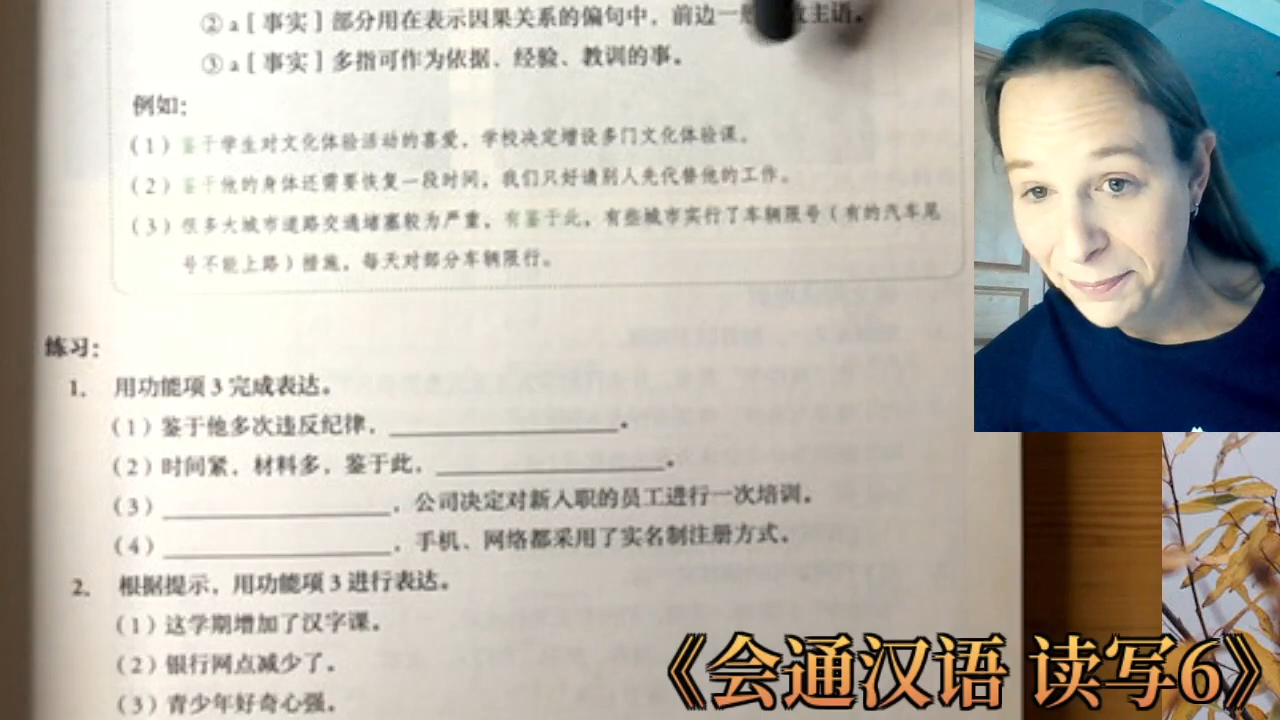 ② a [ 事实 ] 部分用在表示因果关系的偏句中，前边一 主语。
③ a [ 事实 ] 多指可作为依据、经验、教训的事。
例如：
(1) 鉴于学生对文化体验活动的喜爱，学校决定增设多门文化体验课。
(2) 鉴于他的身体还需要恢复一段时间，我们只好请别人先代替他的工作。
(3) 很多大城市道路交通堵塞较为严重，有鉴于此，有些城市实行了车辆限号（有的汽车尾
号不能上路）措施，每天对部分车辆限行。
练习：
1. 用功能项 3 完成表达。
(1) 鉴于他多次违反纪律，____________。
(2) 时间紧，材料多，鉴于此，____________。
(3) ____________，公司决定对新入职的员工进行一次培训。
(4) ____________，手机、网络都采用了实名制注册方式。
2. 根据提示，用功能项 3 进行表达。
(1) 这学期增加了汉字课。
(2) 银行网点减少了。
(3) 青少年好奇心强。
《会通汉语 读写6》